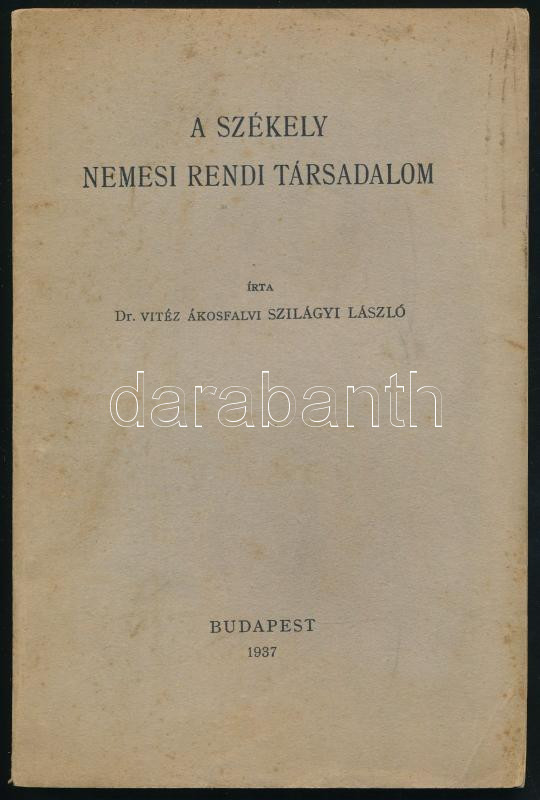 A SZÉKELY
NEMESI RENDI TÁRSADALOM
ÍRTA
Dr. VITÉZ ÁKOSFALVI SZILÁGYI LÁSZLÓ
darabanth
BUDAPEST
1937